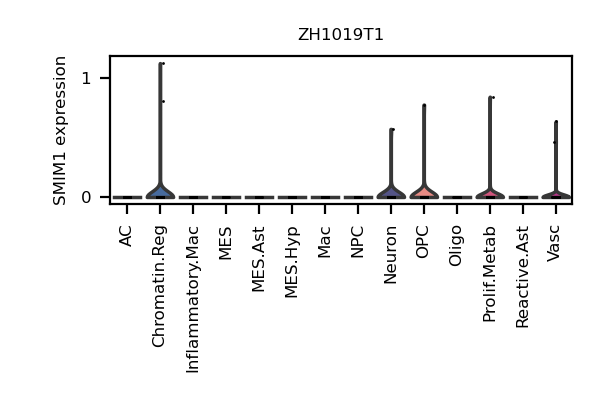 ZH1019T1
SMIM1 expression
1
0
AC
Chromatin.Reg
Inflammatory.Mac
MES
MES.Ast
MES.Hyp
Mac
NPC
Neuron
OPC
Oligo
Prolif.Metab
Reactive.Ast
Vasc